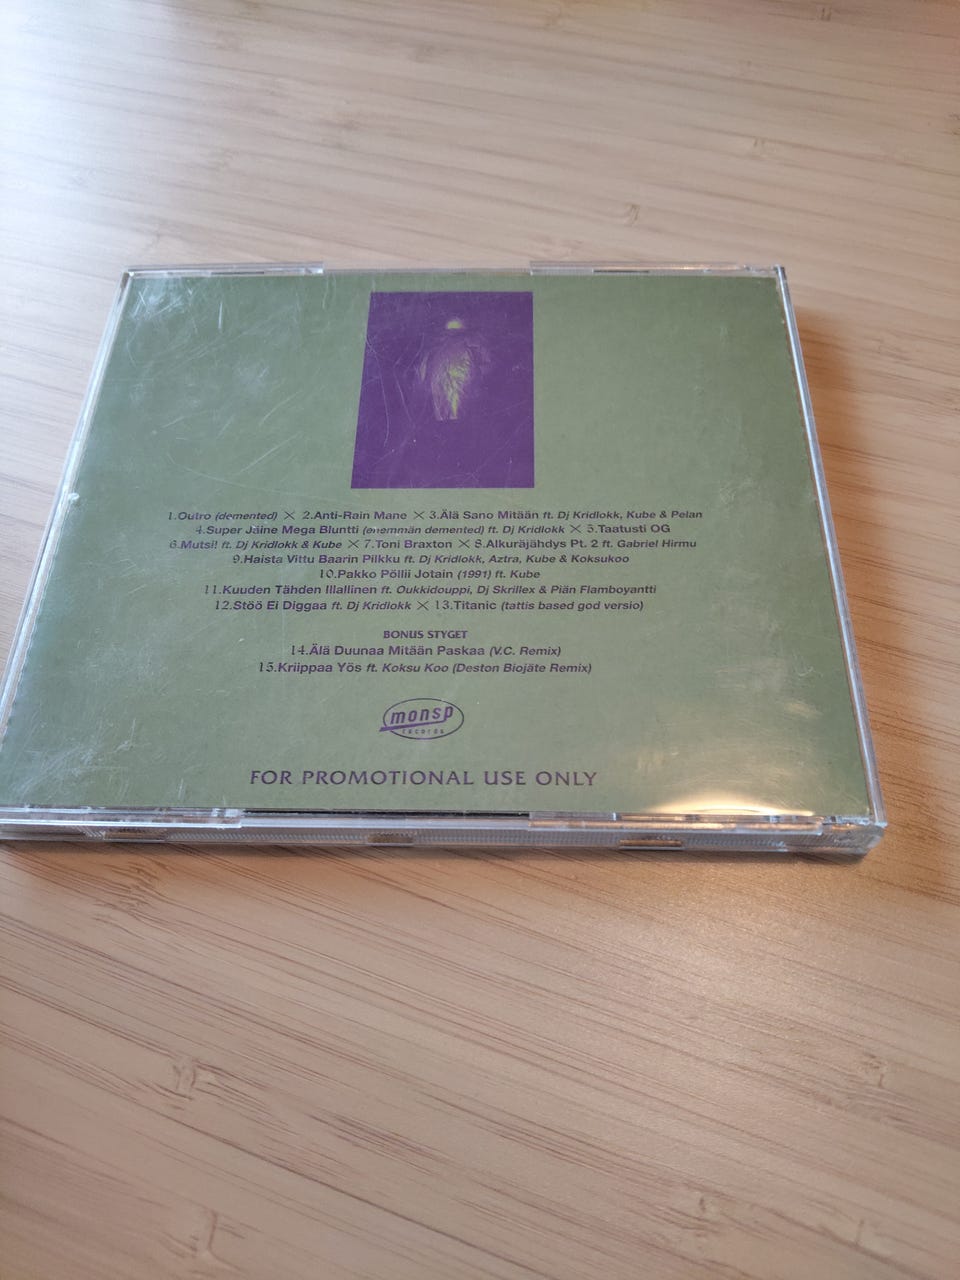 1.Outro (demented) X 2.Anti-Rain Mane X 3.Älä Sano Mitään ft. Dj Kridlokk, Kube & Pelan
4.Super Jäine Mega Bluntti (enemmän demented) ft. Dj Kridlokk X 5.Taatusti OG
6.Mutsi! ft. Dj Kridlokk & Kube X 7.Toni Braxton X 8.Alkuräjähdys Pt. 2 ft. Gabriel Hirmu
9.Haista Vittu Baarin Pilkku ft. Dj Kridlokk, Aztra, Kube & Koksukoo
10.Pakko Pöllii Jotain (1991) ft. Kube
11.Kuuden Tähden Illallinen ft. Oukkidouppi, Dj Skrillex & Piän Flamboyantti
12.Stöö Ei Diggaa ft. Dj Kridlokk X 13.Titanic (tattis based god versio)
BONUS STYGET
14.Älä Duunaa Mitään Paskaa (V.C. Remix)
15.Kriippaa Yös ft. Koksu Koo (Deston Biojäte Remix)
monsp
records
FOR PROMOTIONAL USE ONLY